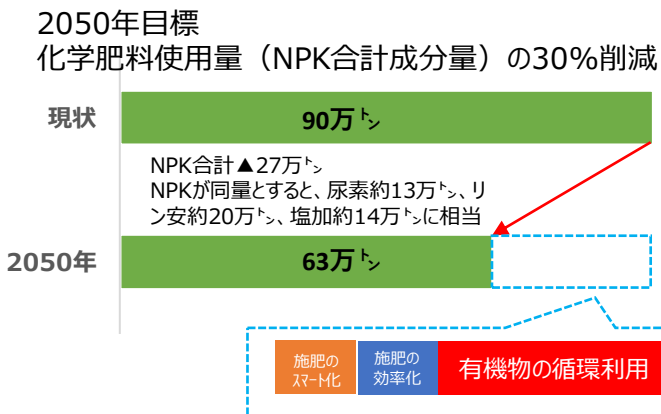 2050年目標
化学肥料使用量（NPK合計成分量）の30%削減
現状
90万㌧
NPK合計▲27万㌧
NPKが同量とすると、尿素約13万㌧、リ
ン安約20万㌧、塩加約14万㌧に相当
2050年
63万㌧
施肥の
スマート化
施肥の
効率化
有機物の循環利用